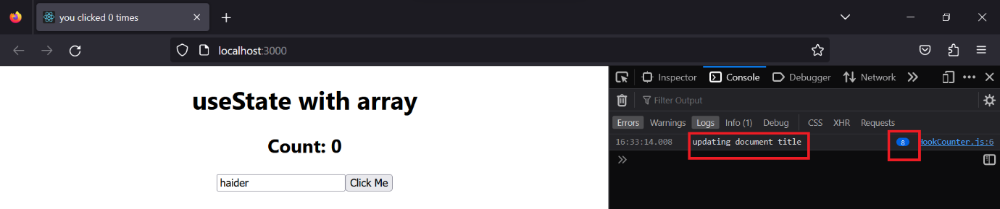 you clicked 0 times
localhost:3000
useState with array
Count: 0
haider Click Me
Inspector Console Debugger Network
Filter Output
Errors Warnings Logs Info (1) Debug CSS XHR Requests
16:33:14.008 updating document title 8 HookCounter.js:6